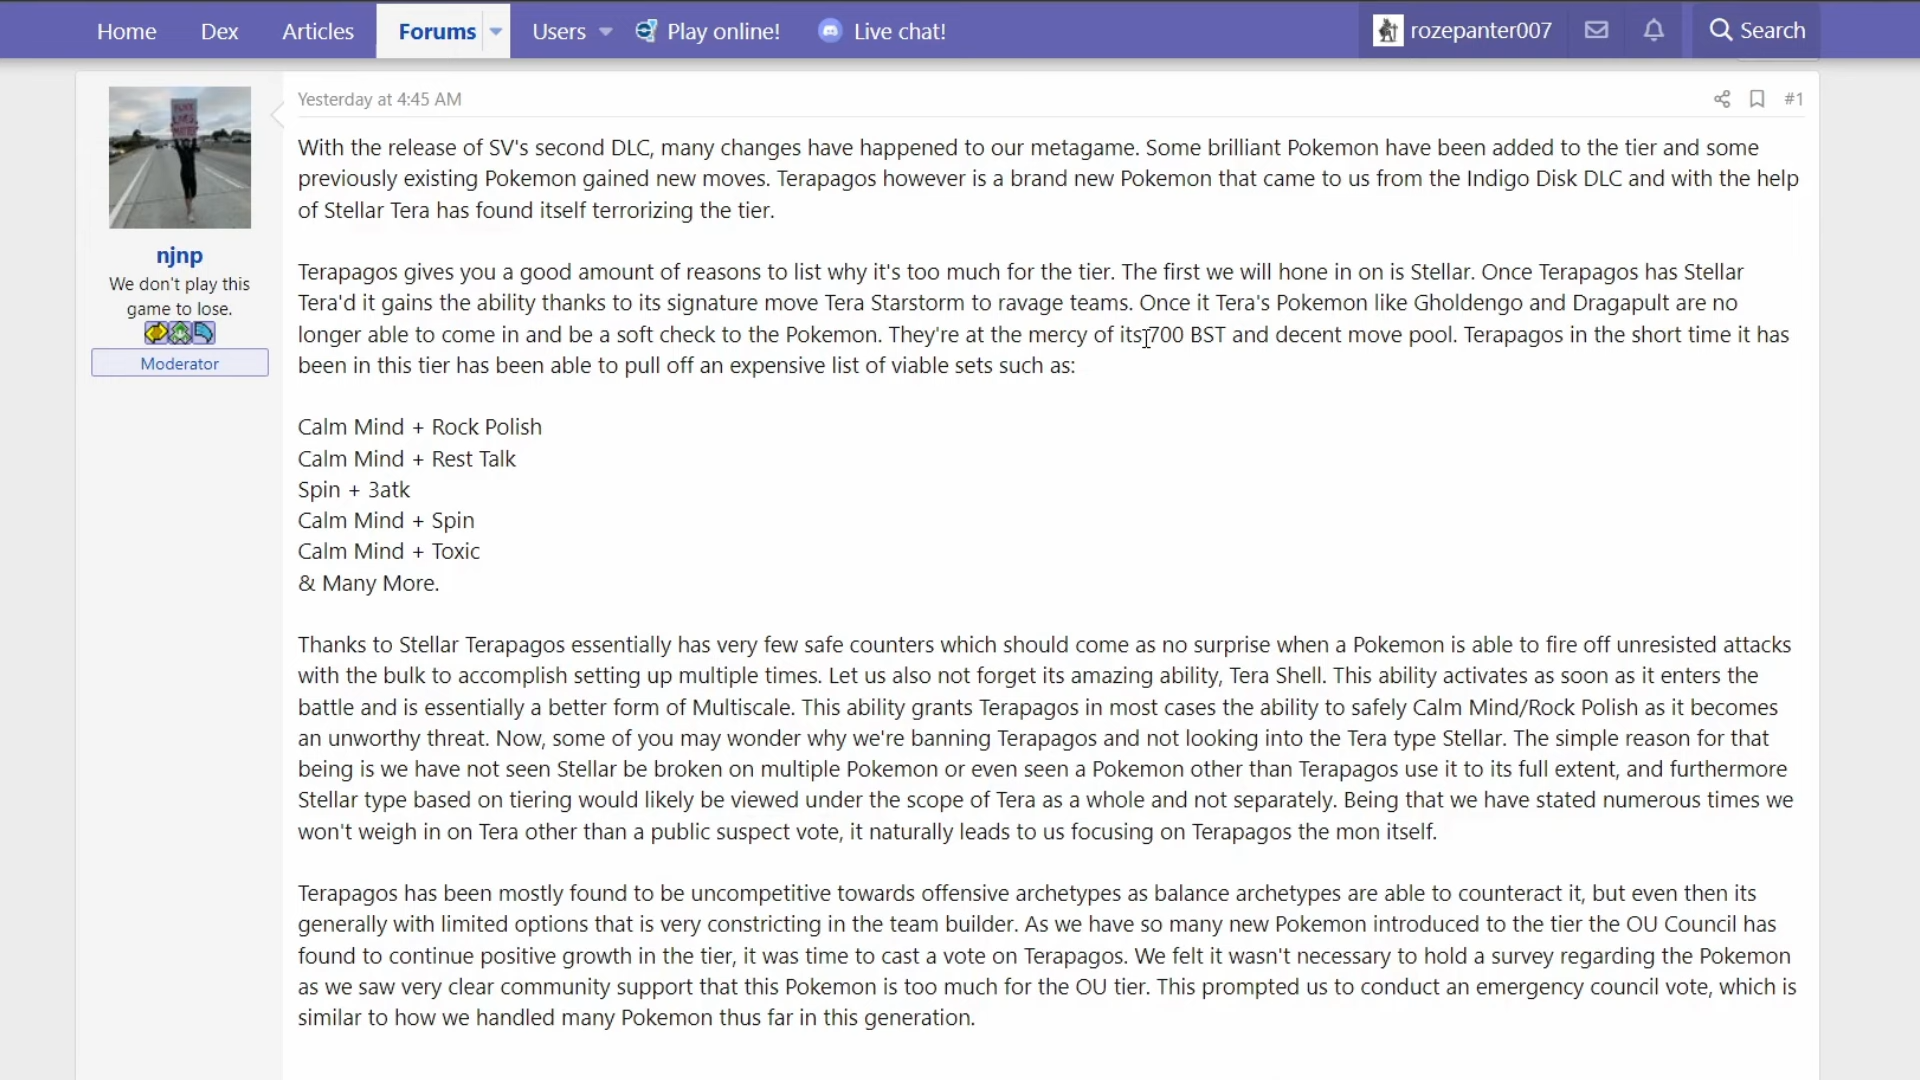 Home Dex Articles Forums Users Play online! Live chat! rozepanter007 Search
Yesterday at 4:45 AM #1
njnp
We don't play this
game to lose.
Moderator
With the release of SV's second DLC, many changes have happened to our metagame. Some brilliant Pokemon have been added to the tier and some
previously existing Pokemon gained new moves. Terapagos however is a brand new Pokemon that came to us from the Indigo Disk DLC and with the help
of Stellar Tera has found itself terrorizing the tier.
Terapagos gives you a good amount of reasons to list why it's too much for the tier. The first we will hone in on is Stellar. Once Terapagos has Stellar
Tera'd it gains the ability thanks to its signature move Tera Starstorm to ravage teams. Once it Tera's Pokemon like Gholdengo and Dragapult are no
longer able to come in and be a soft check to the Pokemon. They're at the mercy of its 700 BST and decent move pool. Terapagos in the short time it has
been in this tier has been able to pull off an expensive list of viable sets such as:
Calm Mind + Rock Polish
Calm Mind + Rest Talk
Spin + 3atk
Calm Mind + Spin
Calm Mind + Toxic
& Many More.
Thanks to Stellar Terapagos essentially has very few safe counters which should come as no surprise when a Pokemon is able to fire off unresisted attacks
with the bulk to accomplish setting up multiple times. Let us also not forget its amazing ability, Tera Shell. This ability activates as soon as it enters the
battle and is essentially a better form of Multiscale. This ability grants Terapagos in most cases the ability to safely Calm Mind/Rock Polish as it becomes
an unworthy threat. Now, some of you may wonder why we're banning Terapagos and not looking into the Tera type Stellar. The simple reason for that
being is we have not seen Stellar be broken on multiple Pokemon or even seen a Pokemon other than Terapagos use it to its full extent, and furthermore
Stellar type based on tiering would likely be viewed under the scope of Tera as a whole and not separately. Being that we have stated numerous times we
won't weigh in on Tera other than a public suspect vote, it naturally leads to us focusing on Terapagos the mon itself.
Terapagos has been mostly found to be uncompetitive towards offensive archetypes as balance archetypes are able to counteract it, but even then its
generally with limited options that is very constricting in the team builder. As we have so many new Pokemon introduced to the tier the OU Council has
found to continue positive growth in the tier, it was time to cast a vote on Terapagos. We felt it wasn't necessary to hold a survey regarding the Pokemon
as we saw very clear community support that this Pokemon is too much for the OU tier. This prompted us to conduct an emergency council vote, which is
similar to how we handled many Pokemon thus far in this generation.